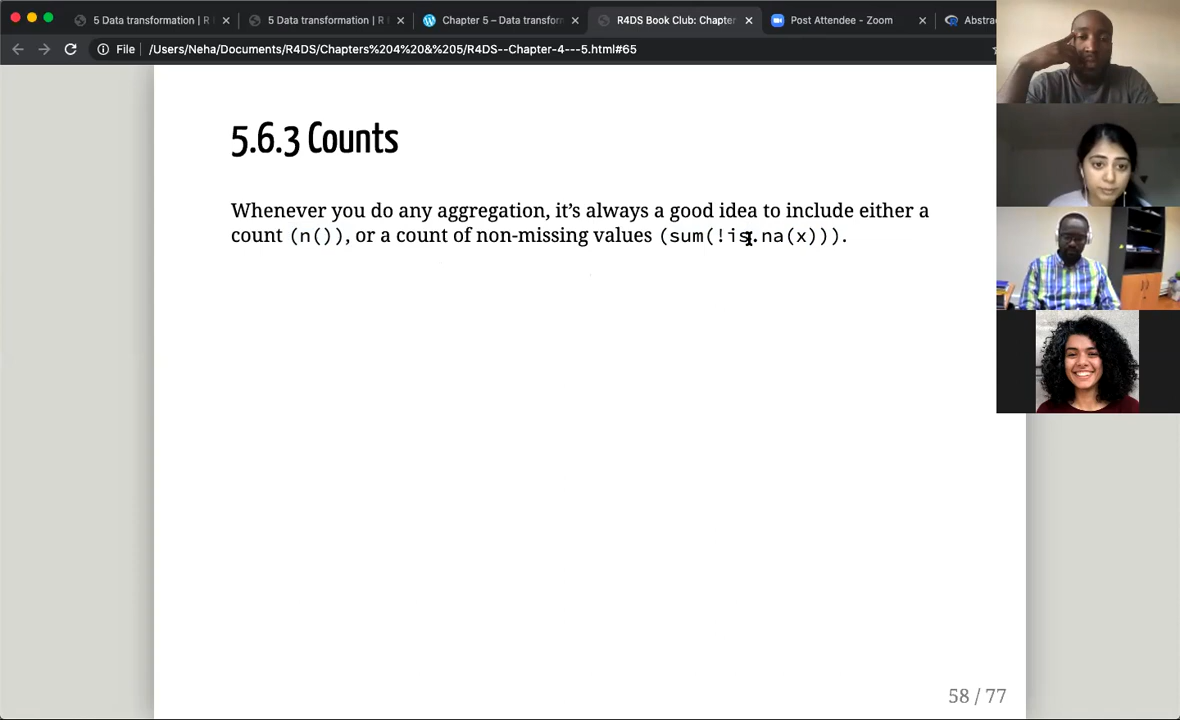 5 Data transformation | R
5 Data transformation | R
Chapter 5 – Data transform
R4DS Book Club: Chapter
Post Attendee - Zoom
Abstrac
File
/Users/Neha/Documents/R4DS/Chapters%204%20&%205/R4DS--Chapter-4---5.html#65
5.6.3 Counts
Whenever you do any aggregation, it’s always a good idea to include either a
count (n()), or a count of non-missing values (sum(!is.na(x))).
58 / 77